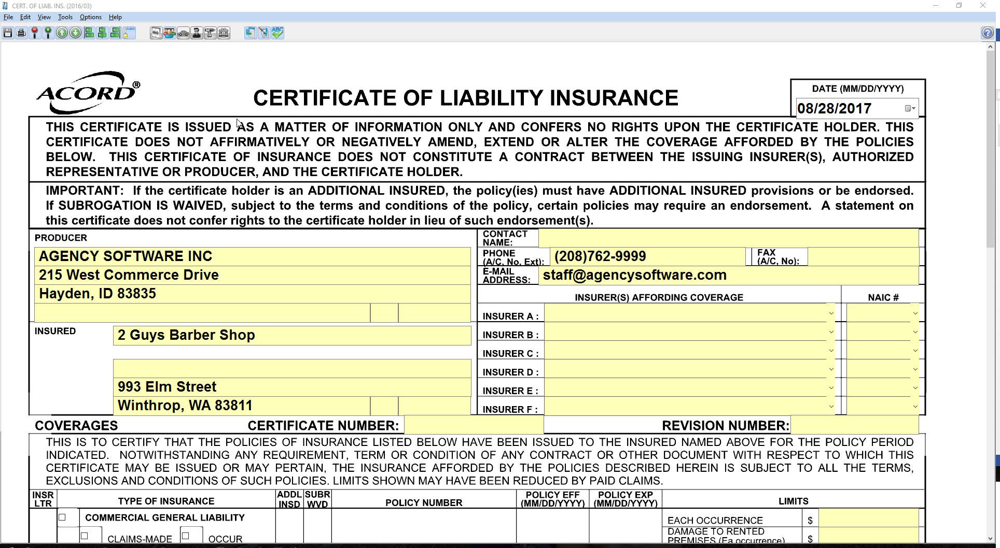 CERT. OF LIAB. INS. (2016/03)
File Edit View Tools Options Help
ACORD®
CERTIFICATE OF LIABILITY INSURANCE
DATE (MM/DD/YYYY)
08/28/2017
THIS CERTIFICATE IS ISSUED AS A MATTER OF INFORMATION ONLY AND CONFERS NO RIGHTS UPON THE CERTIFICATE HOLDER. THIS
CERTIFICATE DOES NOT AFFIRMATIVELY OR NEGATIVELY AMEND, EXTEND OR ALTER THE COVERAGE AFFORDED BY THE POLICIES
BELOW. THIS CERTIFICATE OF INSURANCE DOES NOT CONSTITUTE A CONTRACT BETWEEN THE ISSUING INSURER(S), AUTHORIZED
REPRESENTATIVE OR PRODUCER, AND THE CERTIFICATE HOLDER.
IMPORTANT: If the certificate holder is an ADDITIONAL INSURED, the policy(ies) must have ADDITIONAL INSURED provisions or be endorsed.
If SUBROGATION IS WAIVED, subject to the terms and conditions of the policy, certain policies may require an endorsement. A statement on
this certificate does not confer rights to the certificate holder in lieu of such endorsement(s).
PRODUCER
AGENCY SOFTWARE INC
215 West Commerce Drive
Hayden, ID 83835
INSURED
2 Guys Barber Shop
993 Elm Street
Winthrop, WA 83811
CONTACT
NAME:
PHONE
(A/C, No, Ext):
(208)762-9999
FAX
(A/C, No):
E-MAIL
ADDRESS:
staff@agencysoftware.com
INSURER(S) AFFORDING COVERAGE
NAIC #
INSURER A :
INSURER B :
INSURER C :
INSURER D :
INSURER E :
INSURER F :
COVERAGES
CERTIFICATE NUMBER:
REVISION NUMBER:
THIS IS TO CERTIFY THAT THE POLICIES OF INSURANCE LISTED BELOW HAVE BEEN ISSUED TO THE INSURED NAMED ABOVE FOR THE POLICY PERIOD
INDICATED. NOTWITHSTANDING ANY REQUIREMENT, TERM OR CONDITION OF ANY CONTRACT OR OTHER DOCUMENT WITH RESPECT TO WHICH THIS
CERTIFICATE MAY BE ISSUED OR MAY PERTAIN, THE INSURANCE AFFORDED BY THE POLICIES DESCRIBED HEREIN IS SUBJECT TO ALL THE TERMS,
EXCLUSIONS AND CONDITIONS OF SUCH POLICIES. LIMITS SHOWN MAY HAVE BEEN REDUCED BY PAID CLAIMS.
INSR
LTR
TYPE OF INSURANCE
ADDL
INSD
SUBR
WVD
POLICY NUMBER
POLICY EFF
(MM/DD/YYYY)
POLICY EXP
(MM/DD/YYYY)
LIMITS
COMMERCIAL GENERAL LIABILITY
CLAIMS-MADE
OCCUR
EACH OCCURRENCE
$
DAMAGE TO RENTED
PREMISES (Ea occurrence)
$